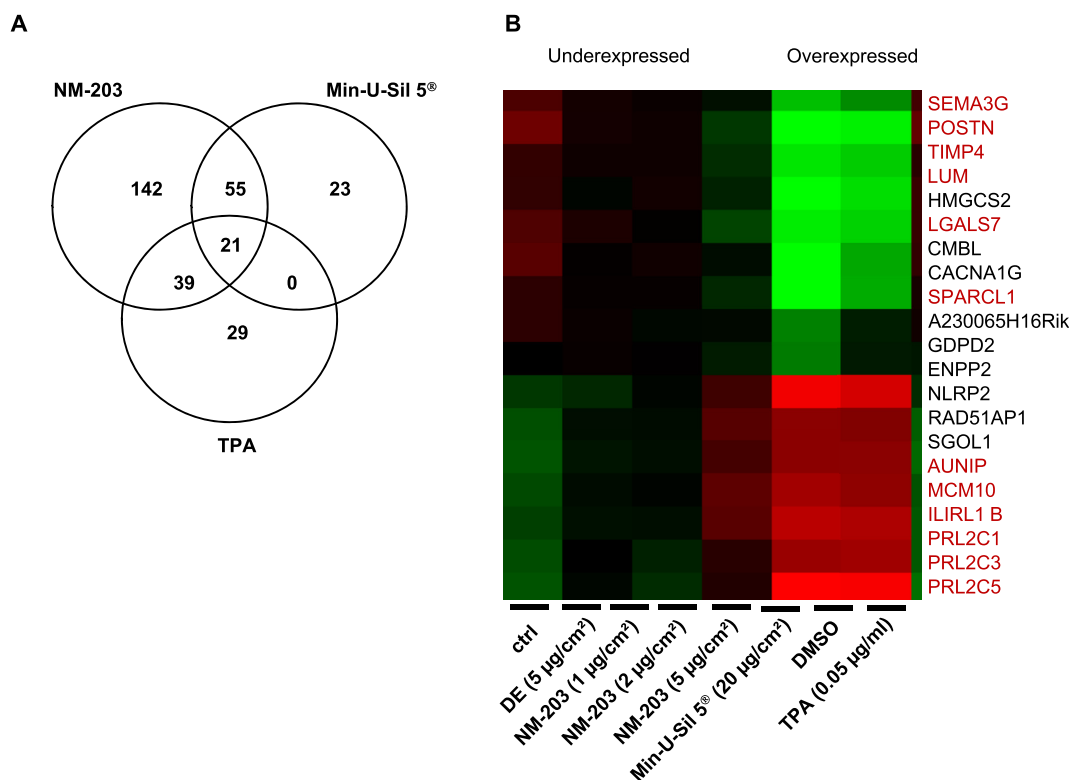 A
NM-203
Min-U-Sil 5®
142
55
23
21
39
0
29
TPA
B
Underexpressed
Overexpressed
SEMA3G
POSTN
TIMP4
LUM
HMGCS2
LGALS7
CMBL
CACNA1G
SPARCL1
A230065H16Rik
GDPD2
ENPP2
NLRP2
RAD51AP1
SGOL1
AUNIP
MCM10
ILIRL1 B
PRL2C1
PRL2C3
PRL2C5
ctrl
DE (5 µg/cm²)
NM-203 (1 µg/cm²)
NM-203 (2 µg/cm²)
NM-203 (5 µg/cm²)
Min-U-Sil 5® (20 µg/cm²)
DMSO
TPA (0.05 µg/ml)